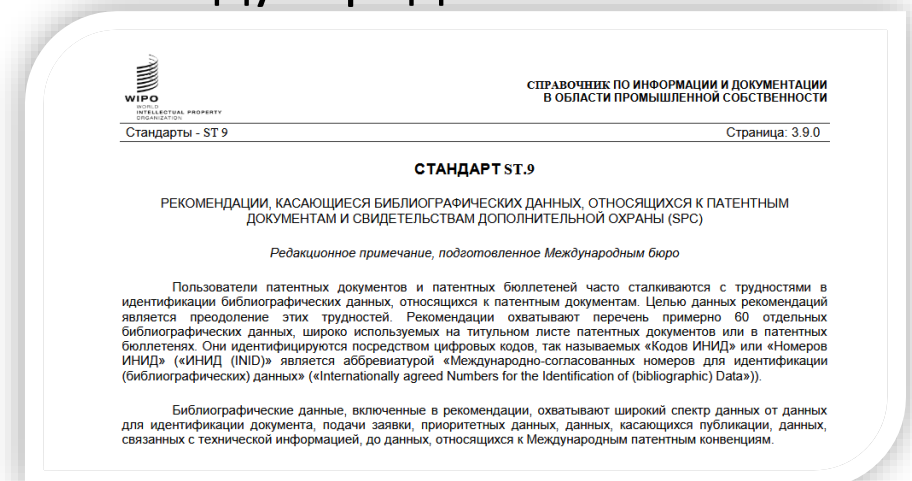 WIPO
WORLD
INTELLECTUAL PROPERTY
ORGANIZATION
СПРАВОЧНИК ПО ИНФОРМАЦИИ И ДОКУМЕНТАЦИИ
В ОБЛАСТИ ПРОМЫШЛЕННОЙ СОБСТВЕННОСТИ
Стандарты - ST 9
Страница: 3.9.0
СТАНДАРТ ST.9
РЕКОМЕНДАЦИИ, КАСАЮЩИЕСЯ БИБЛИОГРАФИЧЕСКИХ ДАННЫХ, ОТНОСЯЩИХСЯ К ПАТЕНТНЫМ
ДОКУМЕНТАМ И СВИДЕТЕЛЬСТВАМ ДОПОЛНИТЕЛЬНОЙ ОХРАНЫ (SPC)
Редакционное примечание, подготовленное Международным бюро
Пользователи патентных документов и патентных бюллетеней часто сталкиваются с трудностями в
идентификации библиографических данных, относящихся к патентным документам. Целью данных рекомендаций
является преодоление этих трудностей. Рекомендации охватывают перечень примерно 60 отдельных
библиографических данных, широко используемых на титульном листе патентных документов или в патентных
бюллетенях. Они идентифицируются посредством цифровых кодов, так называемых «Кодов ИНИД» или «Номеров
ИНИД» («ИНИД (INID)» является аббревиатурой «Международно-согласованных номеров для идентификации
(библиографических) данных» («Internationally agreed Numbers for the Identification of (bibliographic) Data»)).
Библиографические данные, включенные в рекомендации, охватывают широкий спектр данных от данных
для идентификации документа, подачи заявки, приоритетных данных, данных, касающихся публикации, данных,
связанных с технической информацией, до данных, относящихся к Международным патентным конвенциям.